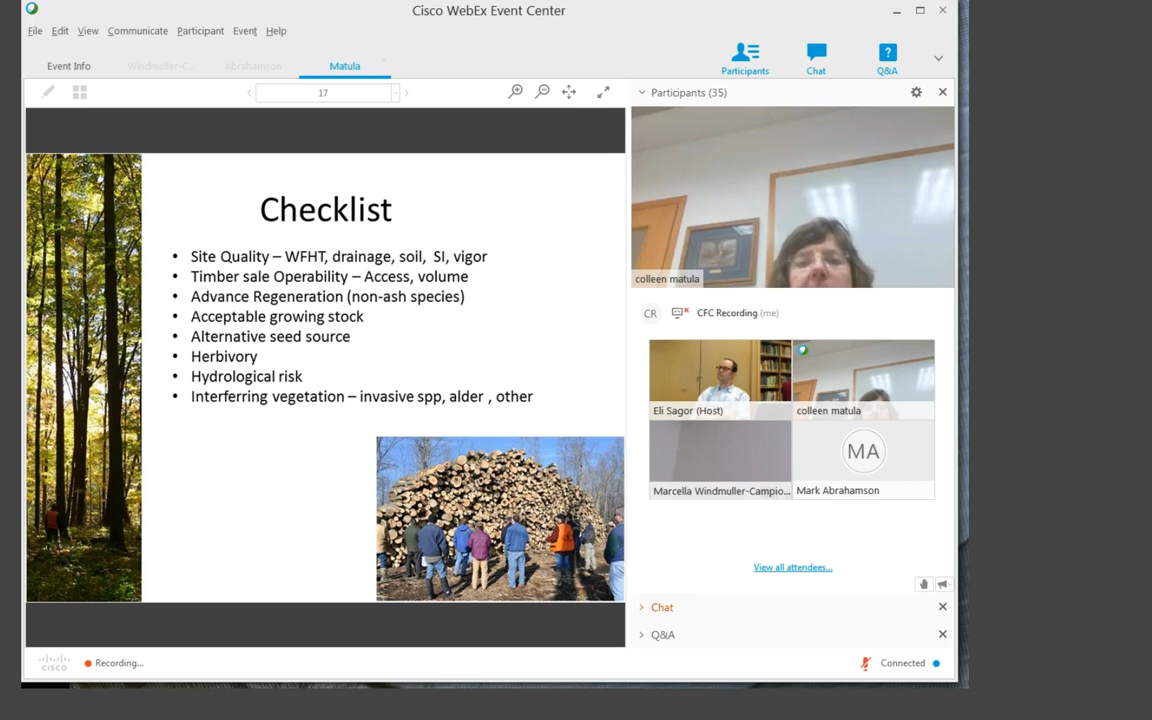 Cisco WebEx Event Center
File Edit View Communicate Participant Event Help
Event Info Windmuller-C... Abrahamson Matula
Participants Chat Q&A
17
Participants (35)
Checklist
• Site Quality – WFHT, drainage, soil, SI, vigor
• Timber sale Operability – Access, volume
• Advance Regeneration (non-ash species)
• Acceptable growing stock
• Alternative seed source
• Herbivory
• Hydrological risk
• Interferring vegetation – invasive spp, alder , other
colleen matula
CR CFC Recording (me)
Eli Sagor (Host) colleen matula
MA
Marcella Windmuller-Campio... Mark Abrahamson
View all attendees...
Chat
Q&A
CISCO Recording... Connected